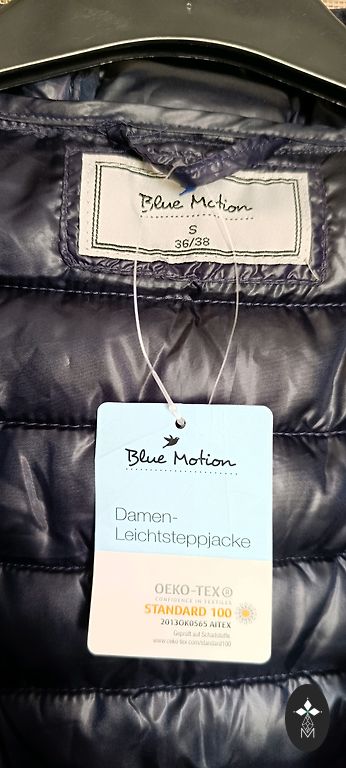 Blue Motion
S
36/38
Blue Motion
Damen-
Leichtsteppjacke
OEKO-TEX®
CONFIDENCE IN TEXTILES
STANDARD 100
2013OK0565 AITEX
Geprüft auf Schadstoffe
www.oeko-tex.com/standard100
M